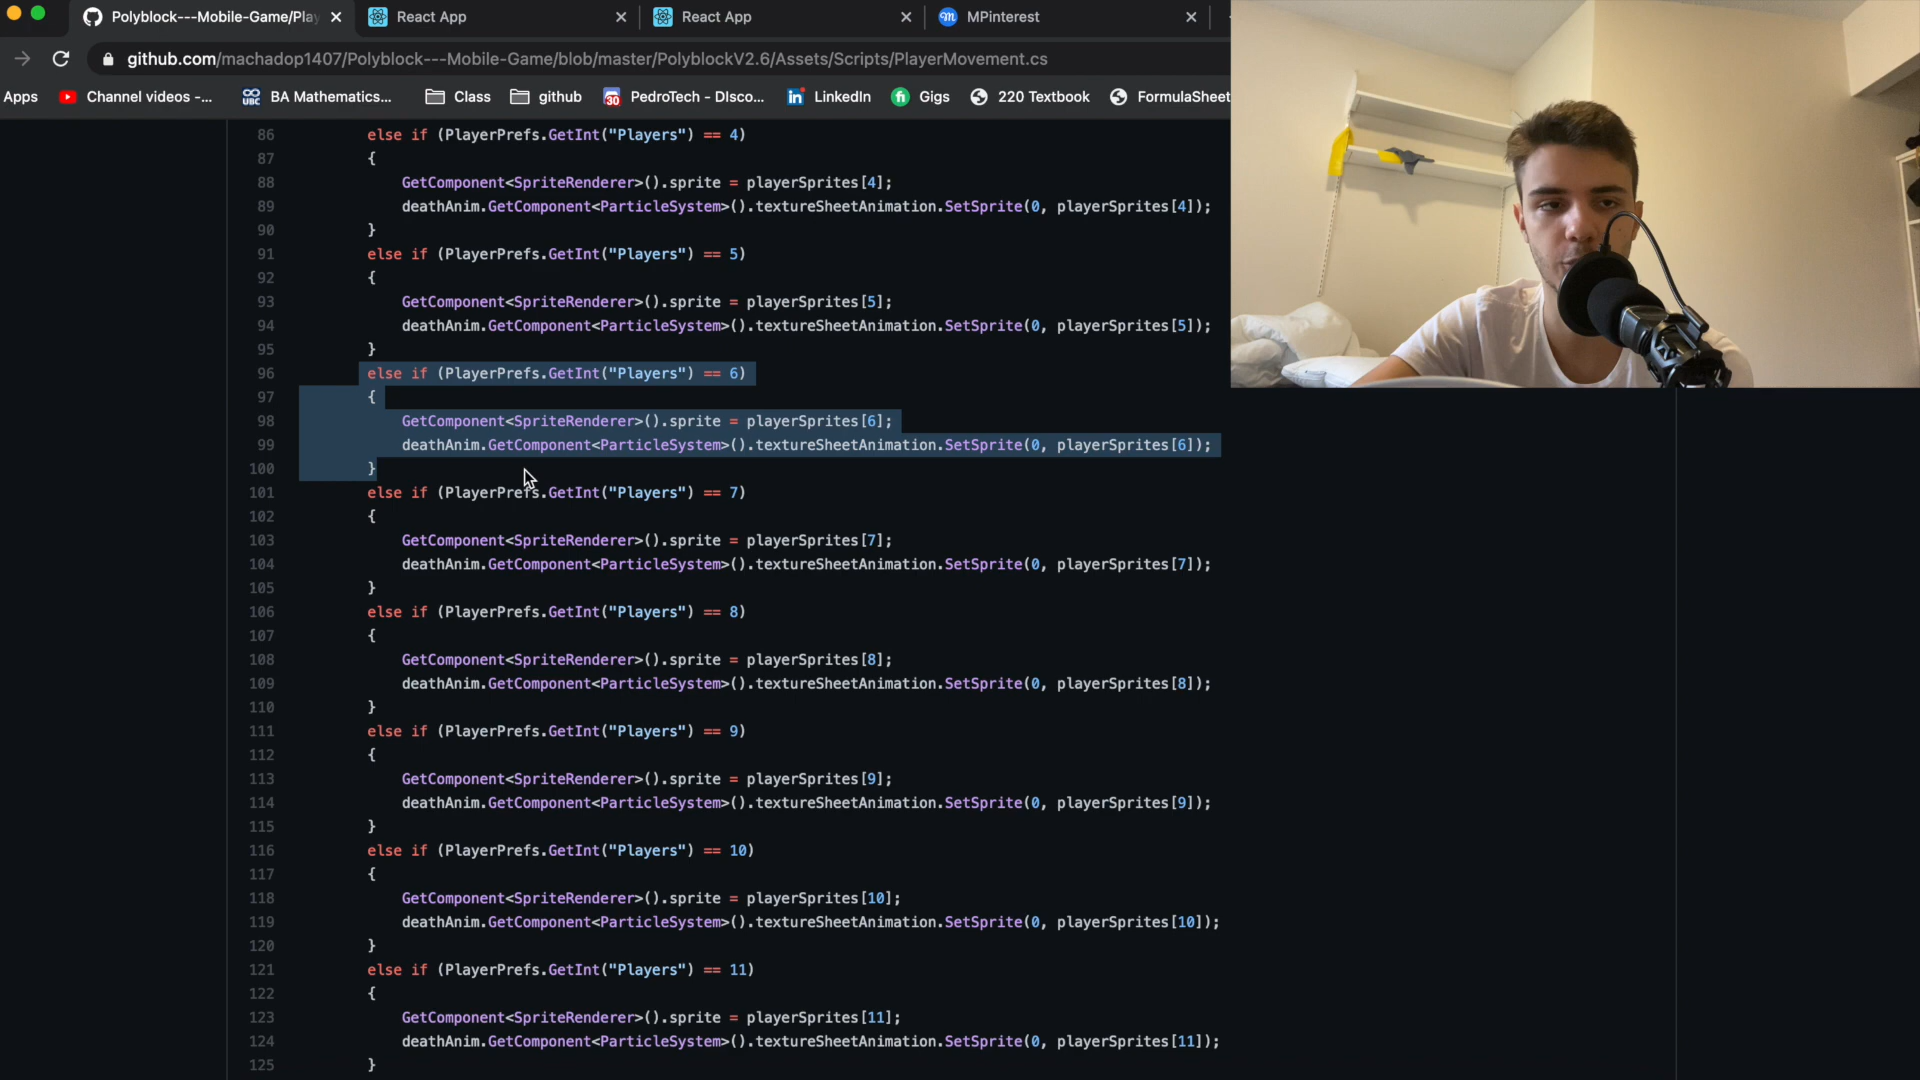 Polyblock---Mobile-Game/Play
React App
React App
MPinterest
github.com/machadop1407/Polyblock---Mobile-Game/blob/master/PolyblockV2.6/Assets/Scripts/PlayerMovement.cs
Apps
Channel videos -...
UBC
BA Mathematics...
Class
github
30
PedroTech - DIsco...
LinkedIn
Gigs
220 Textbook
FormulaSheet
86 else if (PlayerPrefs.GetInt("Players") == 4)
87 {
88 GetComponent<SpriteRenderer>().sprite = playerSprites[4];
89 deathAnim.GetComponent<ParticleSystem>().textureSheetAnimation.SetSprite(0, playerSprites[4]);
90 }
91 else if (PlayerPrefs.GetInt("Players") == 5)
92 {
93 GetComponent<SpriteRenderer>().sprite = playerSprites[5];
94 deathAnim.GetComponent<ParticleSystem>().textureSheetAnimation.SetSprite(0, playerSprites[5]);
95 }
96 else if (PlayerPrefs.GetInt("Players") == 6)
97 {
98 GetComponent<SpriteRenderer>().sprite = playerSprites[6];
99 deathAnim.GetComponent<ParticleSystem>().textureSheetAnimation.SetSprite(0, playerSprites[6]);
100 }
101 else if (PlayerPrefs.GetInt("Players") == 7)
102 {
103 GetComponent<SpriteRenderer>().sprite = playerSprites[7];
104 deathAnim.GetComponent<ParticleSystem>().textureSheetAnimation.SetSprite(0, playerSprites[7]);
105 }
106 else if (PlayerPrefs.GetInt("Players") == 8)
107 {
108 GetComponent<SpriteRenderer>().sprite = playerSprites[8];
109 deathAnim.GetComponent<ParticleSystem>().textureSheetAnimation.SetSprite(0, playerSprites[8]);
110 }
111 else if (PlayerPrefs.GetInt("Players") == 9)
112 {
113 GetComponent<SpriteRenderer>().sprite = playerSprites[9];
114 deathAnim.GetComponent<ParticleSystem>().textureSheetAnimation.SetSprite(0, playerSprites[9]);
115 }
116 else if (PlayerPrefs.GetInt("Players") == 10)
117 {
118 GetComponent<SpriteRenderer>().sprite = playerSprites[10];
119 deathAnim.GetComponent<ParticleSystem>().textureSheetAnimation.SetSprite(0, playerSprites[10]);
120 }
121 else if (PlayerPrefs.GetInt("Players") == 11)
122 {
123 GetComponent<SpriteRenderer>().sprite = playerSprites[11];
124 deathAnim.GetComponent<ParticleSystem>().textureSheetAnimation.SetSprite(0, playerSprites[11]);
125 }